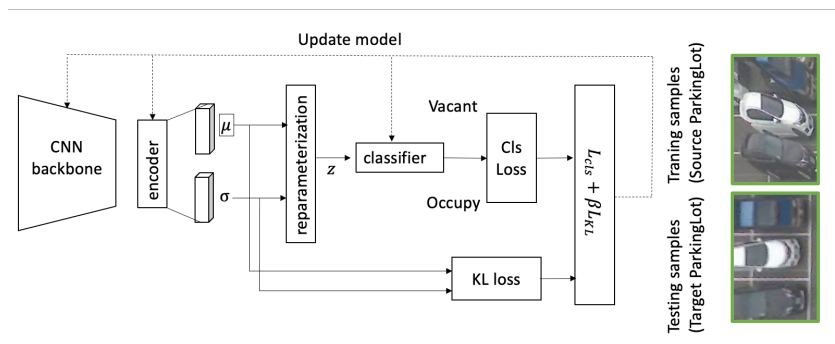 Update model
CNN
backbone
encoder
μ
σ
reparameterization
z
classifier
Vacant
Occupy
Cls
Loss
KL loss
L_cls + βL_KL
Traning samples
(Source ParkingLot)
Testing samples
(Target ParkingLot)